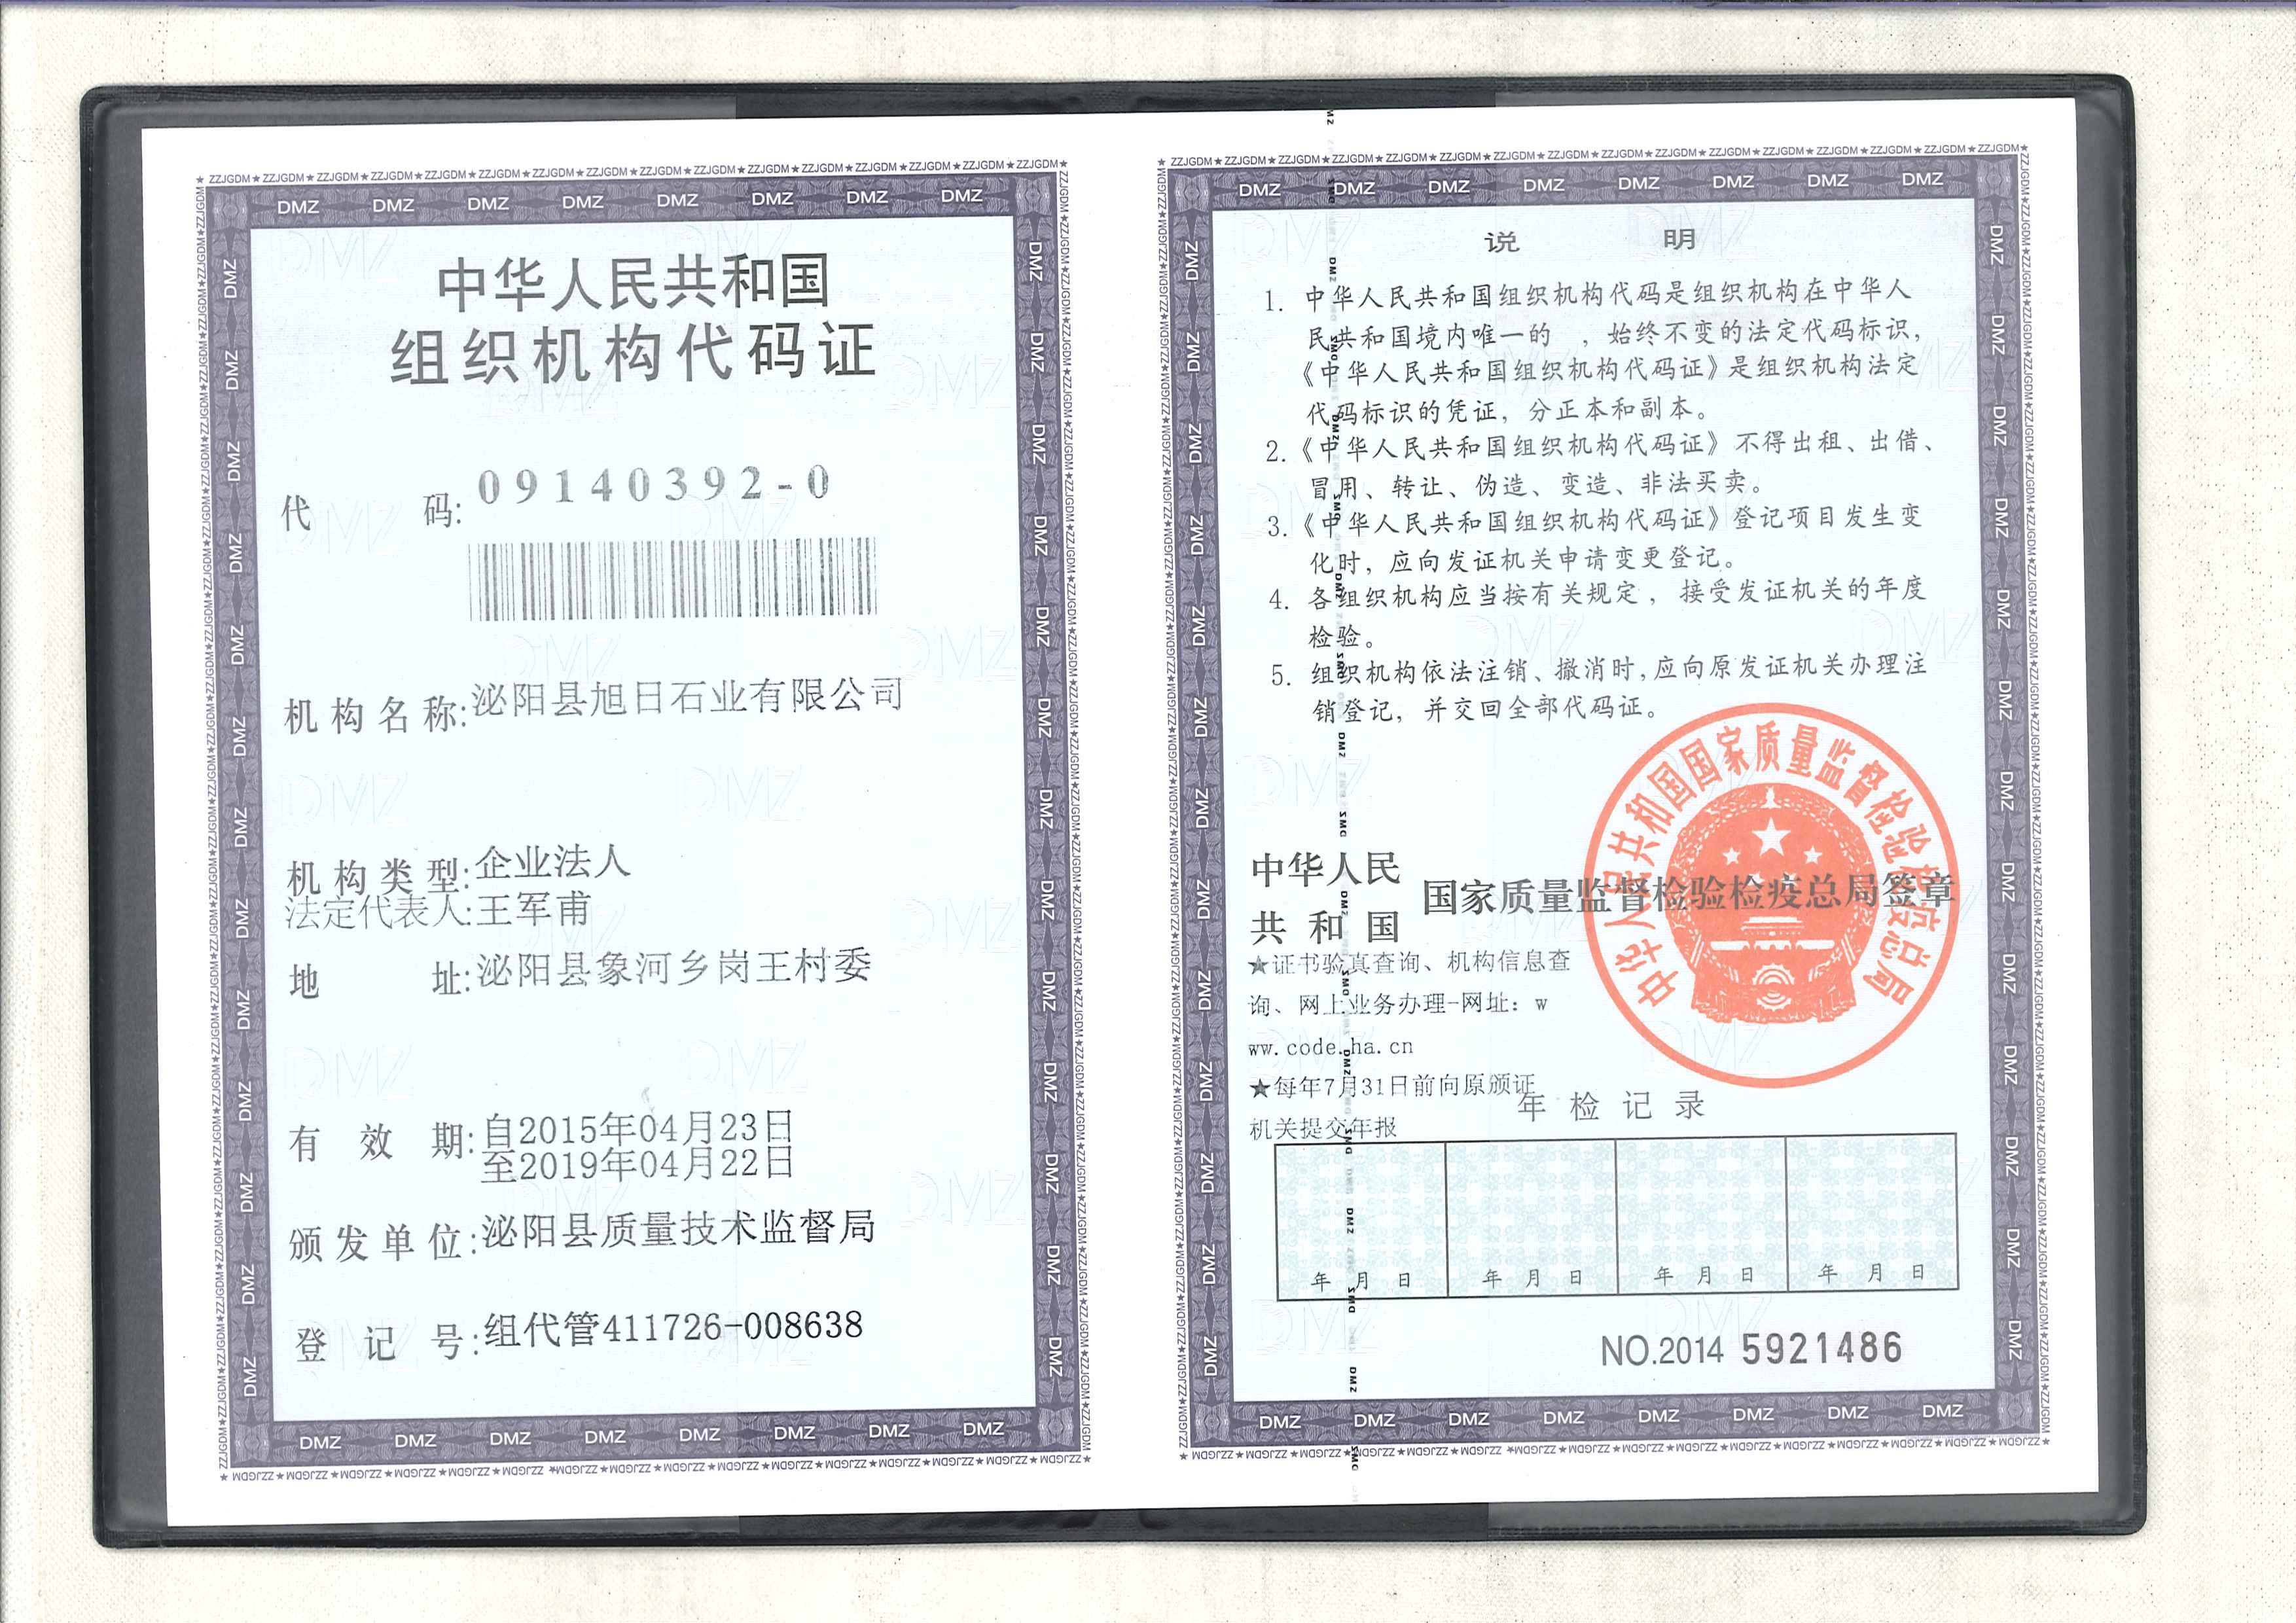 中华人民共和国
组织机构代码证
代 码: 09140392-0
机构名称: 泌阳县旭日石业有限公司
机构类型: 企业法人
法定代表人: 王军甫
地 址: 泌阳县象河乡岗王村委
有 效 期: 自2015年04月23日
至2019年04月22日
颁发单位: 泌阳县质量技术监督局
登 记 号: 组代管411726-008638
说 明
1. 中华人民共和国组织机构代码是组织机构在中华人
民共和国境内唯一的 ，始终不变的法定代码标识，
《中华人民共和国组织机构代码证》是组织机构法定
代码标识的凭证，分正本和副本。
2.《中华人民共和国组织机构代码证》不得出租、出借、
冒用、转让、伪造、变造、非法买卖。
3.《中华人民共和国组织机构代码证》登记项目发生变
化时，应向发证机关申请变更登记。
4. 各组织机构应当按有关规定，接受发证机关的年度
检验。
5. 组织机构依法注销、撤消时，应向原发证机关办理注
销登记，并交回全部代码证。
中华人民共和国国家质量监督检验检疫总局
中华人民
共和国
国家质量监督检验检疫总局签章
★证书验真查询、机构信息查
询、网上业务办理-网址：w
ww.code.ha.cn
★每年7月31日前向原颁证
机关提交年报
年检记录
年 月 日 年 月 日 年 月 日 年 月 日
NO.2014 5921486